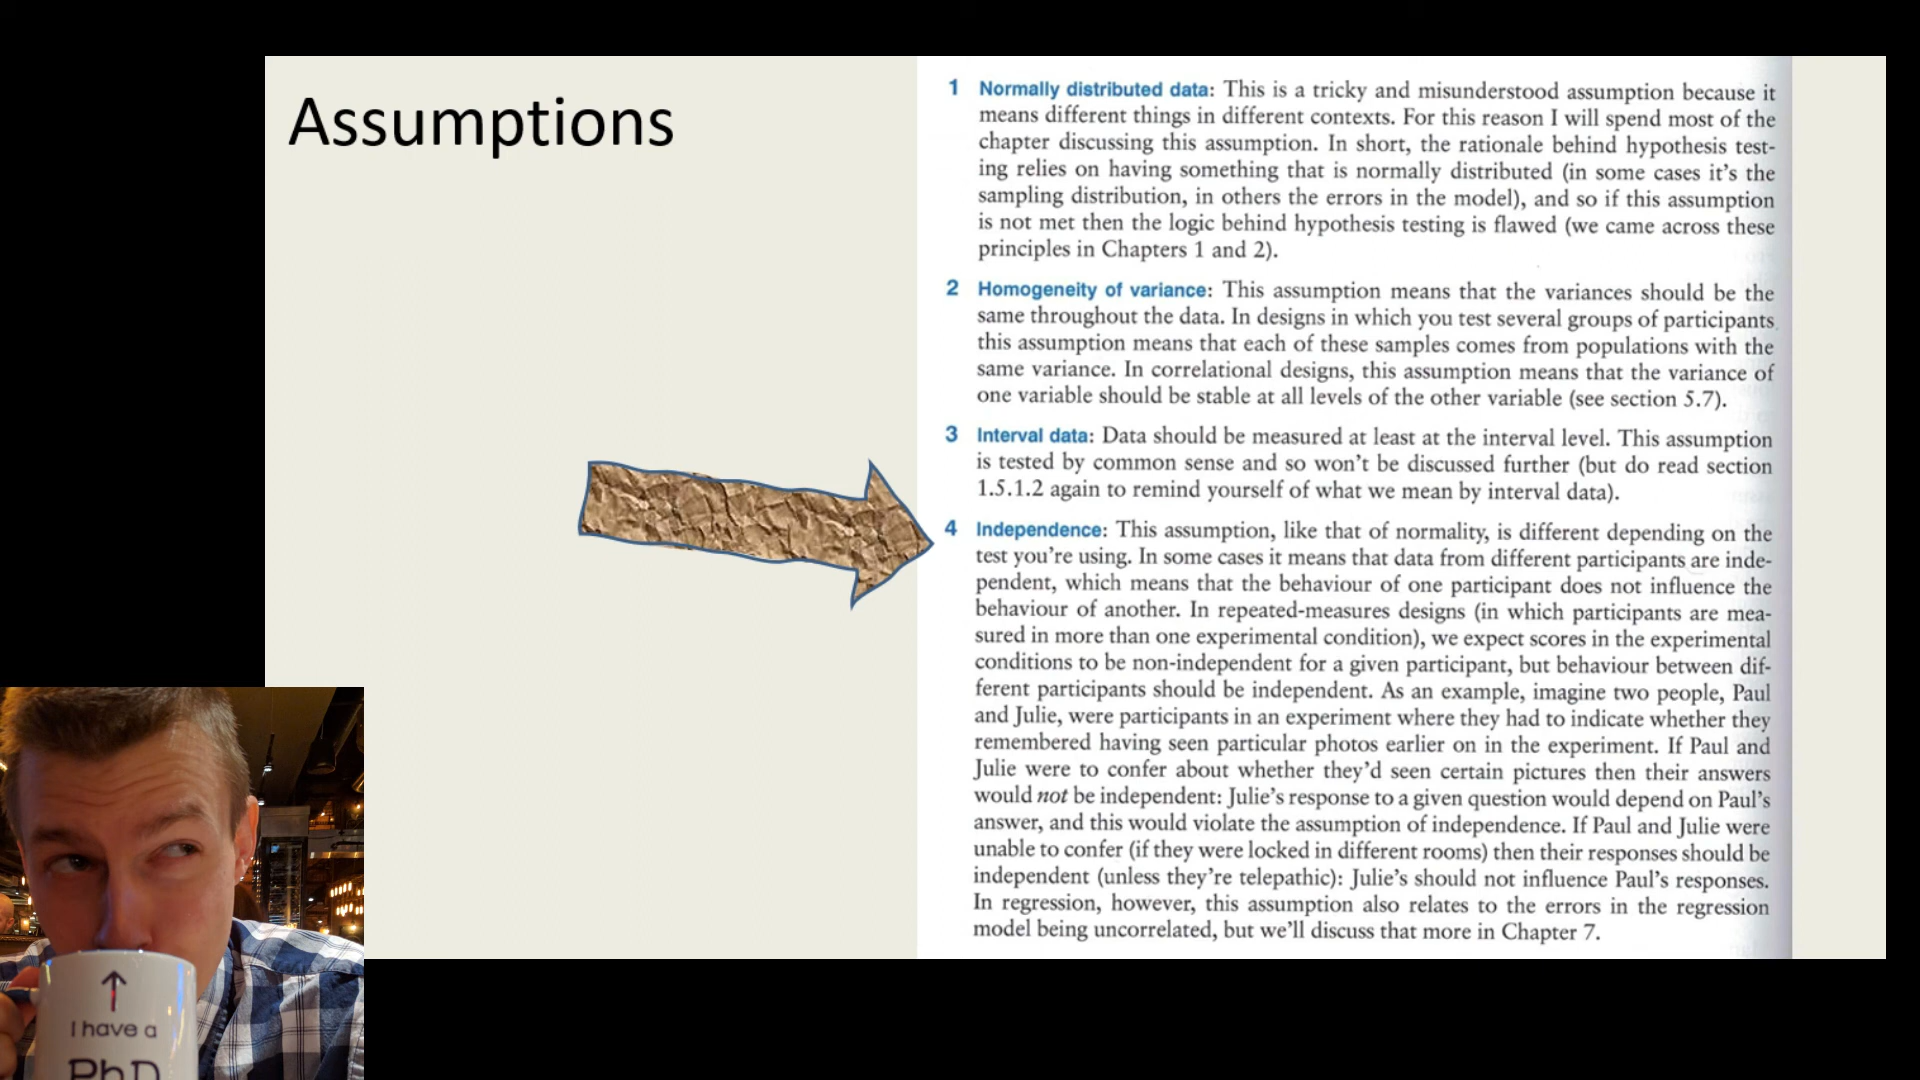 Assumptions
1 Normally distributed data: This is a tricky and misunderstood assumption because it
means different things in different contexts. For this reason I will spend most of the
chapter discussing this assumption. In short, the rationale behind hypothesis test-
ing relies on having something that is normally distributed (in some cases it's the
sampling distribution, in others the errors in the model), and so if this assumption
is not met then the logic behind hypothesis testing is flawed (we came across these
principles in Chapters 1 and 2).
2 Homogeneity of variance: This assumption means that the variances should be the
same throughout the data. In designs in which you test several groups of participants
this assumption means that each of these samples comes from populations with the
same variance. In correlational designs, this assumption means that the variance of
one variable should be stable at all levels of the other variable (see section 5.7).
3 Interval data: Data should be measured at least at the interval level. This assumption
is tested by common sense and so won't be discussed further (but do read section
1.5.1.2 again to remind yourself of what we mean by interval data).
4 Independence: This assumption, like that of normality, is different depending on the
test you're using. In some cases it means that data from different participants are inde-
pendent, which means that the behaviour of one participant does not influence the
behaviour of another. In repeated-measures designs (in which participants are mea-
sured in more than one experimental condition), we expect scores in the experimental
conditions to be non-independent for a given participant, but behaviour between dif-
ferent participants should be independent. As an example, imagine two people, Paul
and Julie, were participants in an experiment where they had to indicate whether they
remembered having seen particular photos earlier on in the experiment. If Paul and
Julie were to confer about whether they'd seen certain pictures then their answers
would not be independent: Julie's response to a given question would depend on Paul's
answer, and this would violate the assumption of independence. If Paul and Julie were
unable to confer (if they were locked in different rooms) then their responses should be
independent (unless they're telepathic): Julie's should not influence Paul's responses.
In regression, however, this assumption also relates to the errors in the regression
model being uncorrelated, but we'll discuss that more in Chapter 7.
I have a
PhD